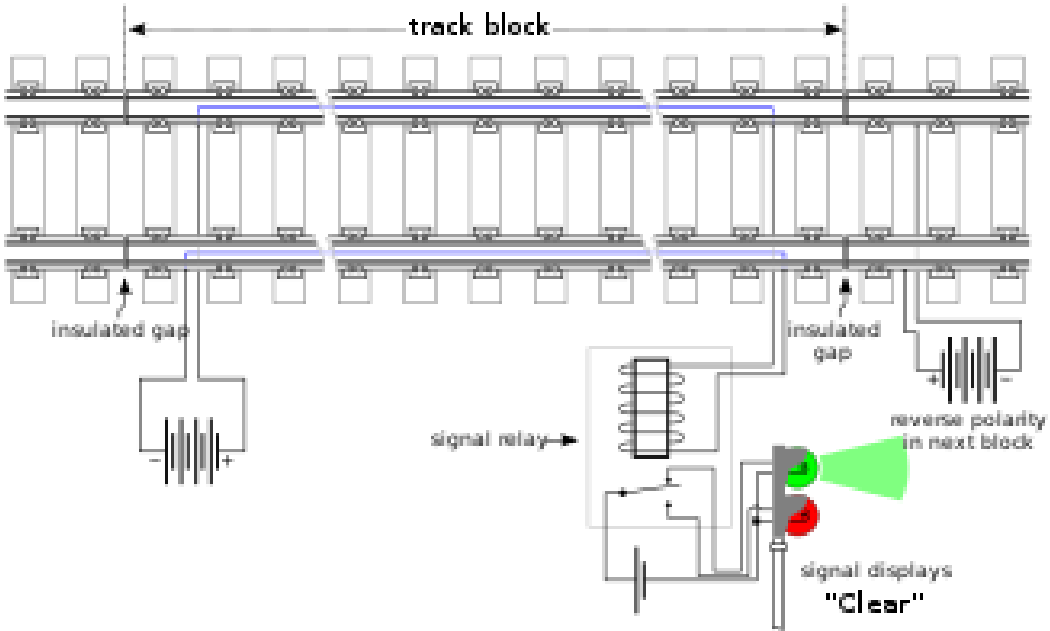 track block
insulated gap
insulated
gap
- +
+ -
reverse polarity
in next block
signal relay
signal displays
"Clear"